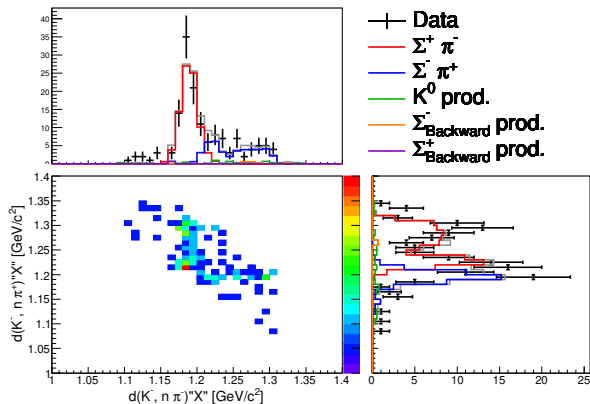 40
35
30
25
20
15
10
5
0
Data
Σ⁺ π⁻
Σ⁻ π⁺
K⁰ prod.
Σ⁻Backward prod.
Σ⁺Backward prod.
1.4
1.35
1.3
1.25
1.2
1.15
1.1
1.05
1
d(K⁻, n π⁺)"X" [GeV/c²]
1 1.05 1.1 1.15 1.2 1.25 1.3 1.35 1.4
d(K⁻, n π⁻)"X" [GeV/c²]
0 5 10 15 20 25